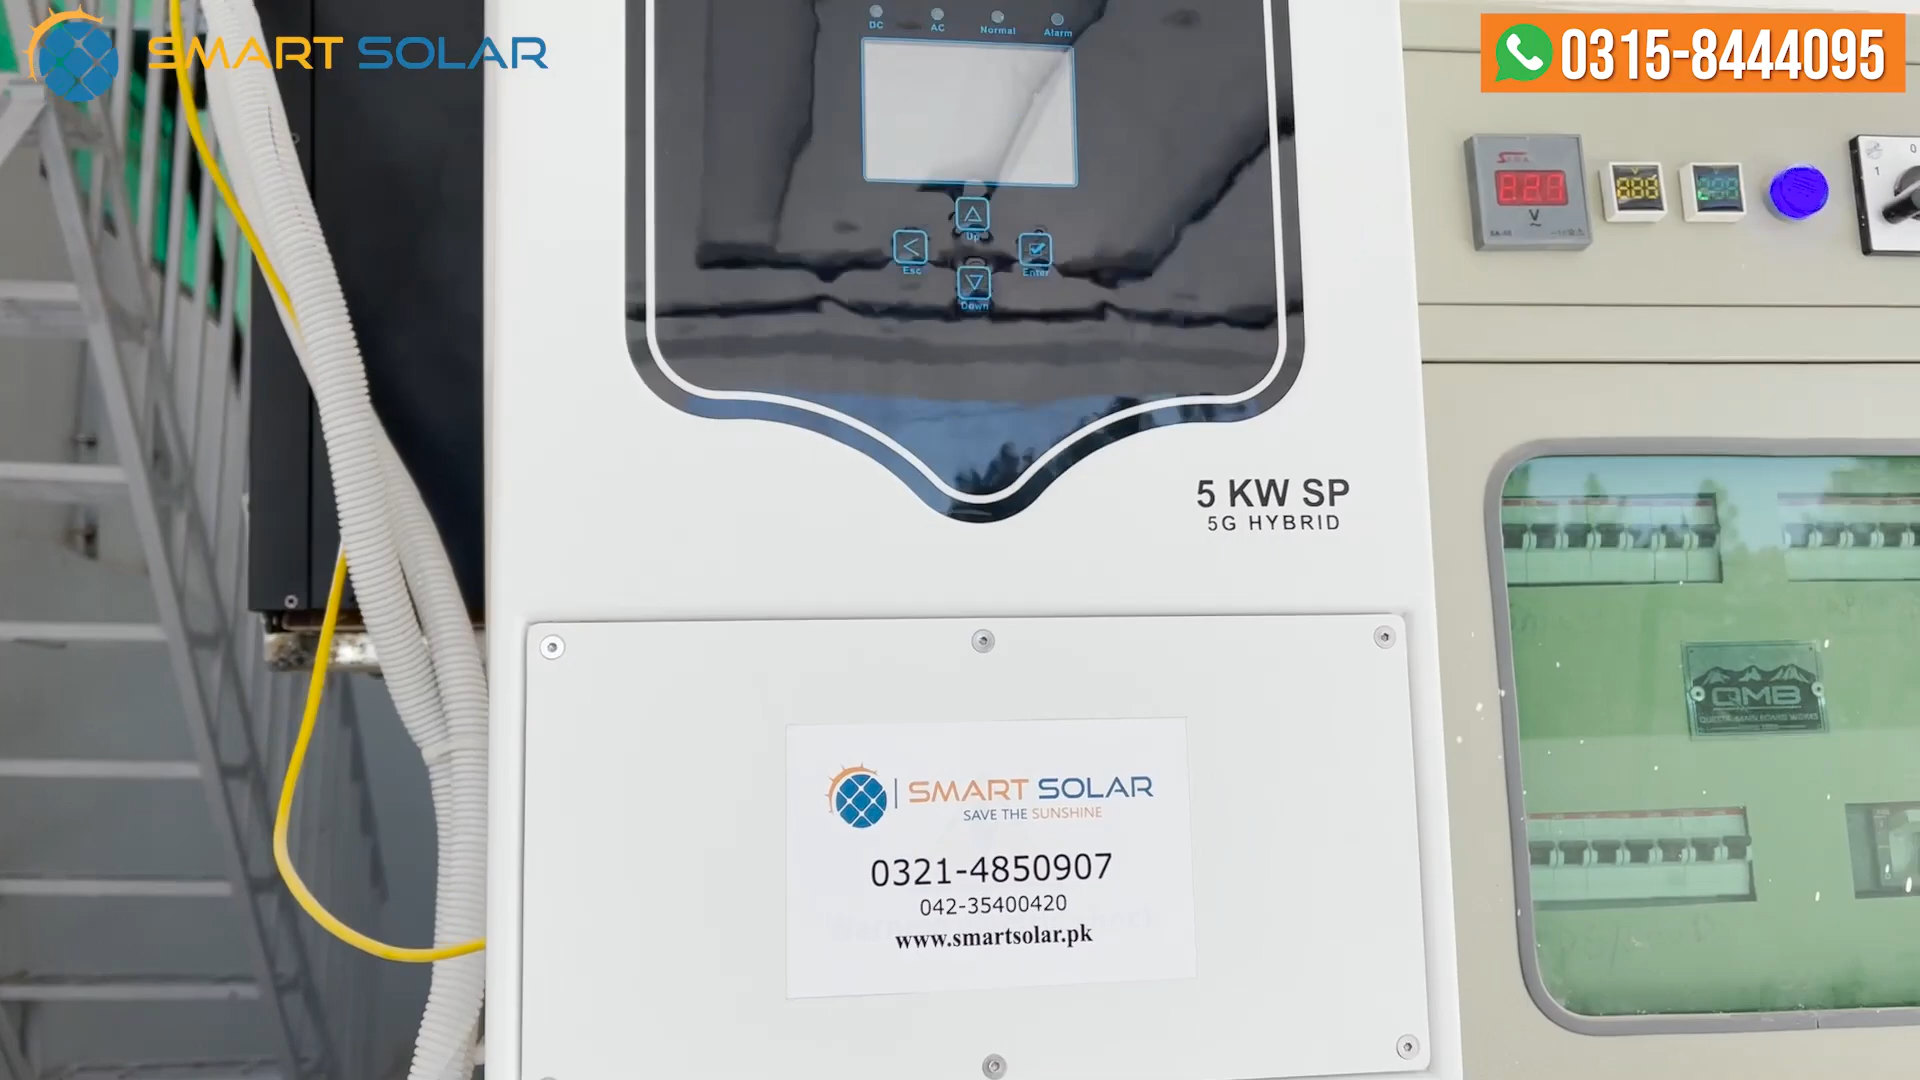 SMART SOLAR
0315-8444095
DC AC Normal Alarm
Up
Esc
Enter
Down
V
5 KW SP
5G HYBRID
QMB
SMART SOLAR
SAVE THE SUNSHINE
0321-4850907
042-35400420
www.smartsolar.pk